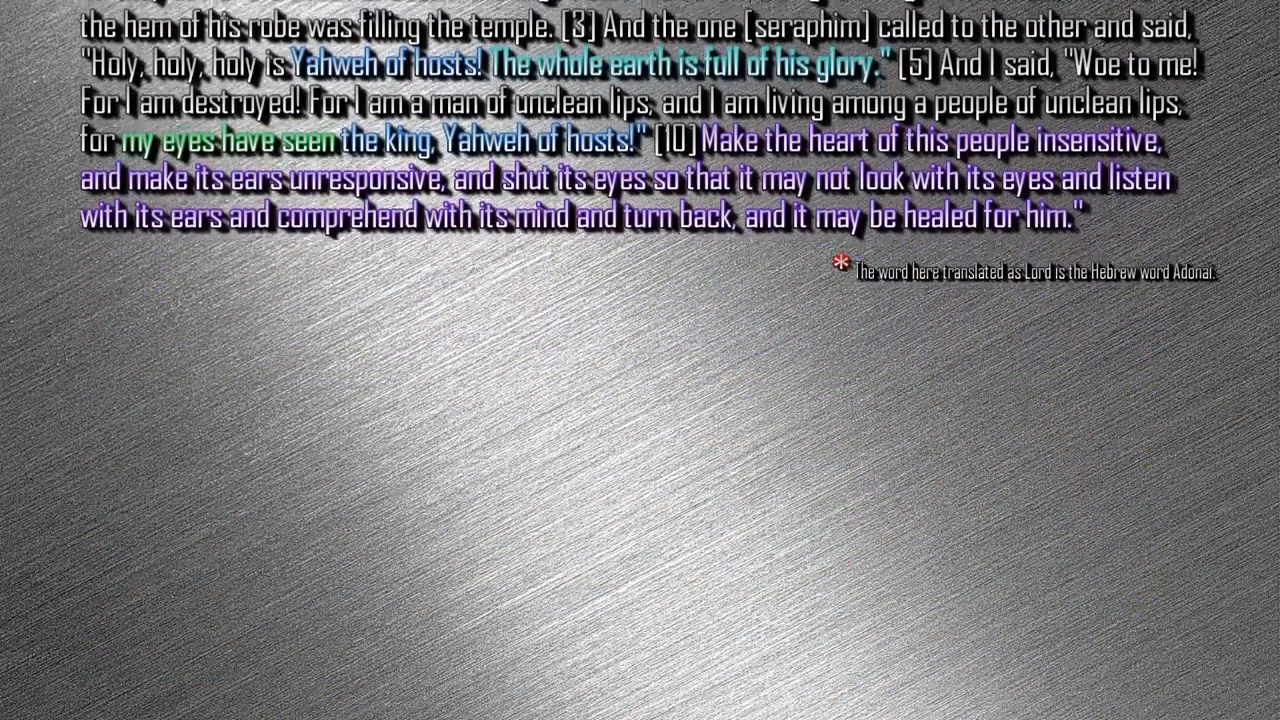 the hem of his robe was filling the temple. [3] And the one [seraphim] called to the other and said,
"Holy, holy, holy is Yahweh of hosts! The whole earth is full of his glory." [5] And I said, "Woe to me!
For I am destroyed! For I am a man of unclean lips, and I am living among a people of unclean lips,
for my eyes have seen the king, Yahweh of hosts!" [10] Make the heart of this people insensitive,
and make its ears unresponsive, and shut its eyes so that it may not look with its eyes and listen
with its ears and comprehend with its mind and turn back, and it may be healed for him."
* The word here translated as Lord is the Hebrew word Adonai.